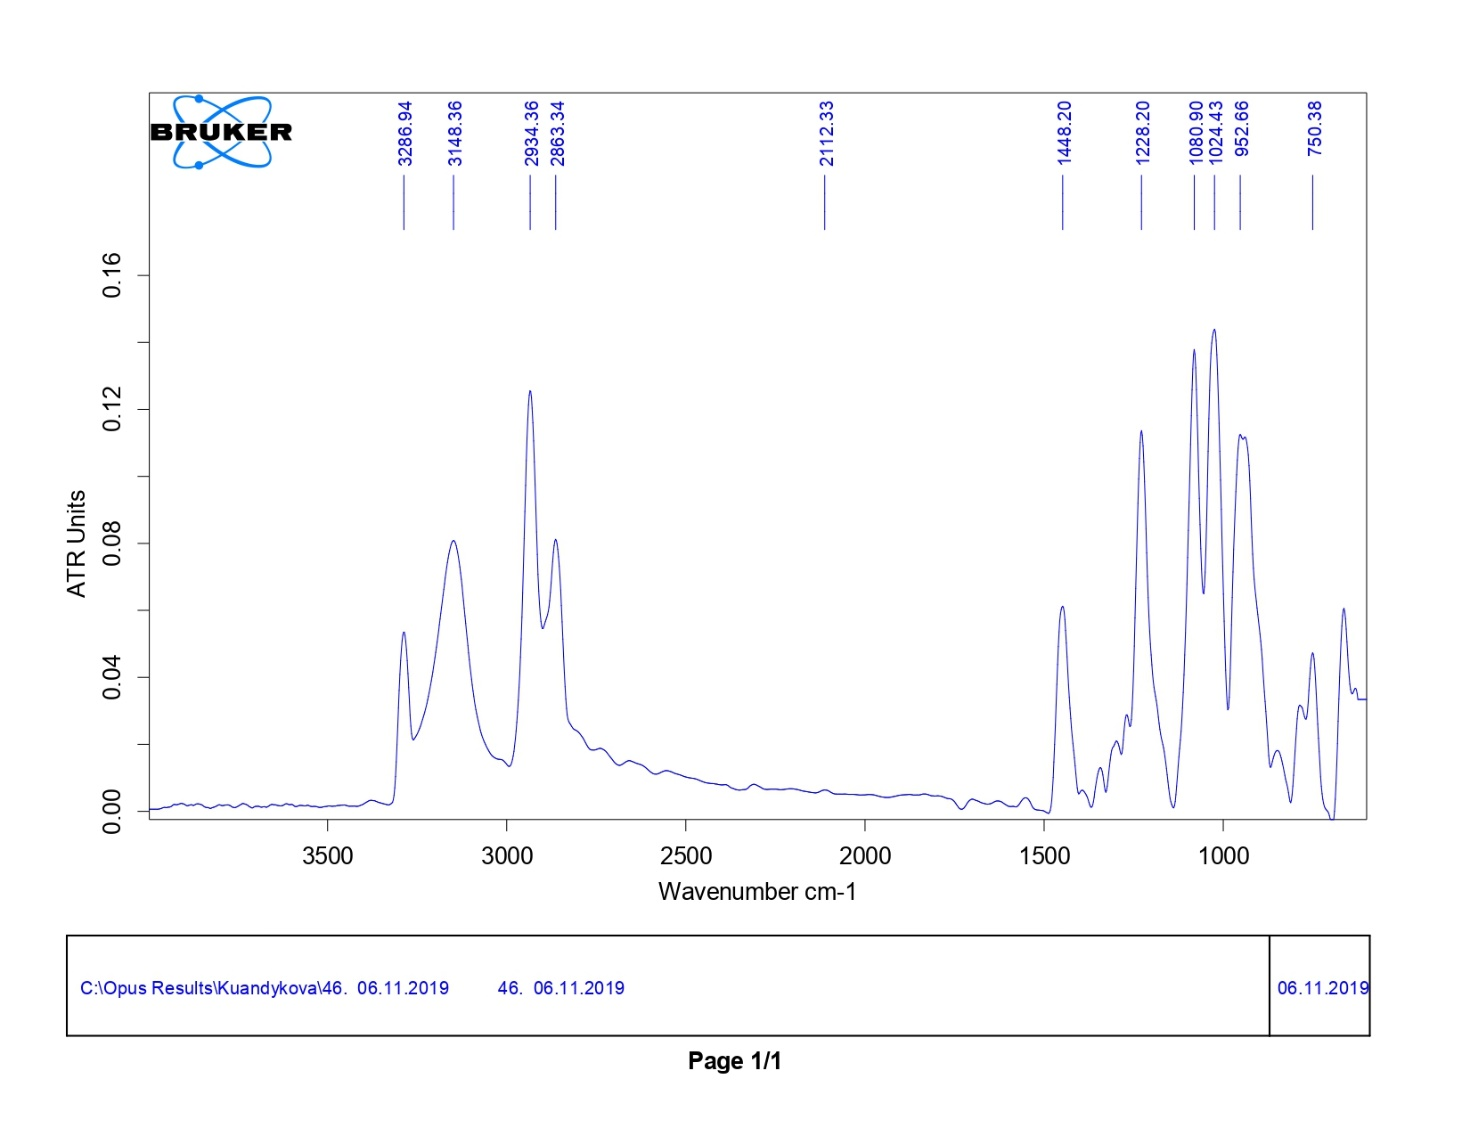 BRUKER
3286.94
3148.36
2934.36
2863.34
2112.33
1448.20
1228.20
1080.90
1024.43
952.66
750.38
ATR Units
0.16
0.12
0.08
0.04
0.00
3500 3000 2500 2000 1500 1000
Wavenumber cm-1
C:\Opus Results\Kuandykova\46. 06.11.2019 46. 06.11.2019 06.11.2019
Page 1/1